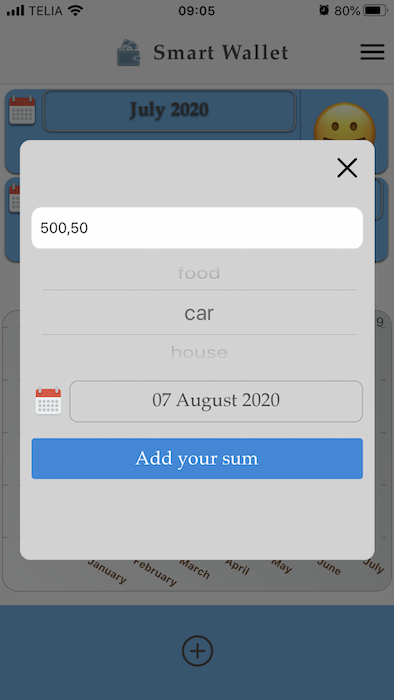 TELIA 09:05 80%
Smart Wallet
July 2020
500,50
food
car
house
9
07 August 2020
Add your sum
January February March April May June July